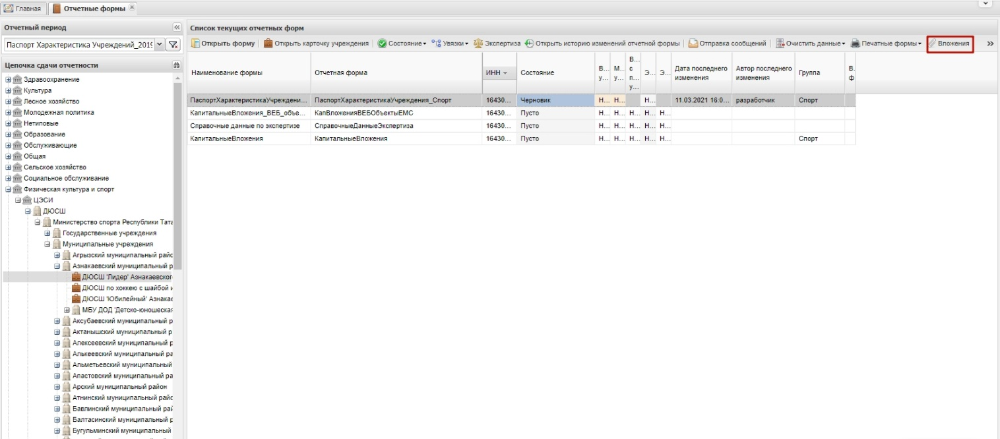 Главная
Отчетные формы
Отчетный период
Паспорт Характеристика Учреждений_2019
Цепочка сдачи отчетности
Здравоохранение
Культура
Лесное хозяйство
Молодежная политика
Нетиповые
Образование
Обслуживающие
Общая
Сельское хозяйство
Социальное обслуживание
Физическая культура и спорт
ЦЭСИ
ДЮСШ
Министерство спорта Республики Тата
Государственные учреждения
Муниципальные учреждения
Агрызский муниципальный райс
Азнакаевский муниципальный р
ДЮСШ 'Лидер' Азнакаевског
ДЮСШ по хоккею с шайбой и
ДЮСШ 'Юбилейный' Азнакае
МБУ ДОД 'Детско-юношеская
Аксубаевский муниципальный р
Актанышский муниципальный р
Алексеевский муниципальный р
Алькеевский муниципальный ра
Альметьевский муниципальный
Апастовский муниципальный ра
Арский муниципальный район
Атнинский муниципальный райс
Бавлинский муниципальный рай
Балтасинский муниципальный р
Бугульминский муниципальный
Список текущих отчетных форм
Открыть форму Открыть карточку учреждения Состояние Увязки Экспертиза Открыть историю изменений отчетной формы Отправка сообщений Очистить данные Печатные формы Вложения
Наименование формы Отчетная форма ИНН Состояние В... у... М... у... В... с п... у... Э... Э... Дата последнего изменения Автор последнего изменения Группа В. ф
ПаспортХарактеристикаУчреждени... ПаспортХарактеристикаУчреждения_Спорт 16430... Черновик Н... Н... Н... 11.03.2021 16:0... разработчик Спорт
КапитальныеВложения_ВЕБ_объе... КапВложенияВЕБОбъектыЕМС 16430... Пусто Н... Н... Н... Н... Н...
Справочные данные по экспертизе СправочныеДанныеЭкспертиза 16430... Пусто Н... Н... Н... Н... Н...
КапитальныеВложения КапитальныеВложения 16430... Пусто Н... Н... Н... Н... Н... Спорт